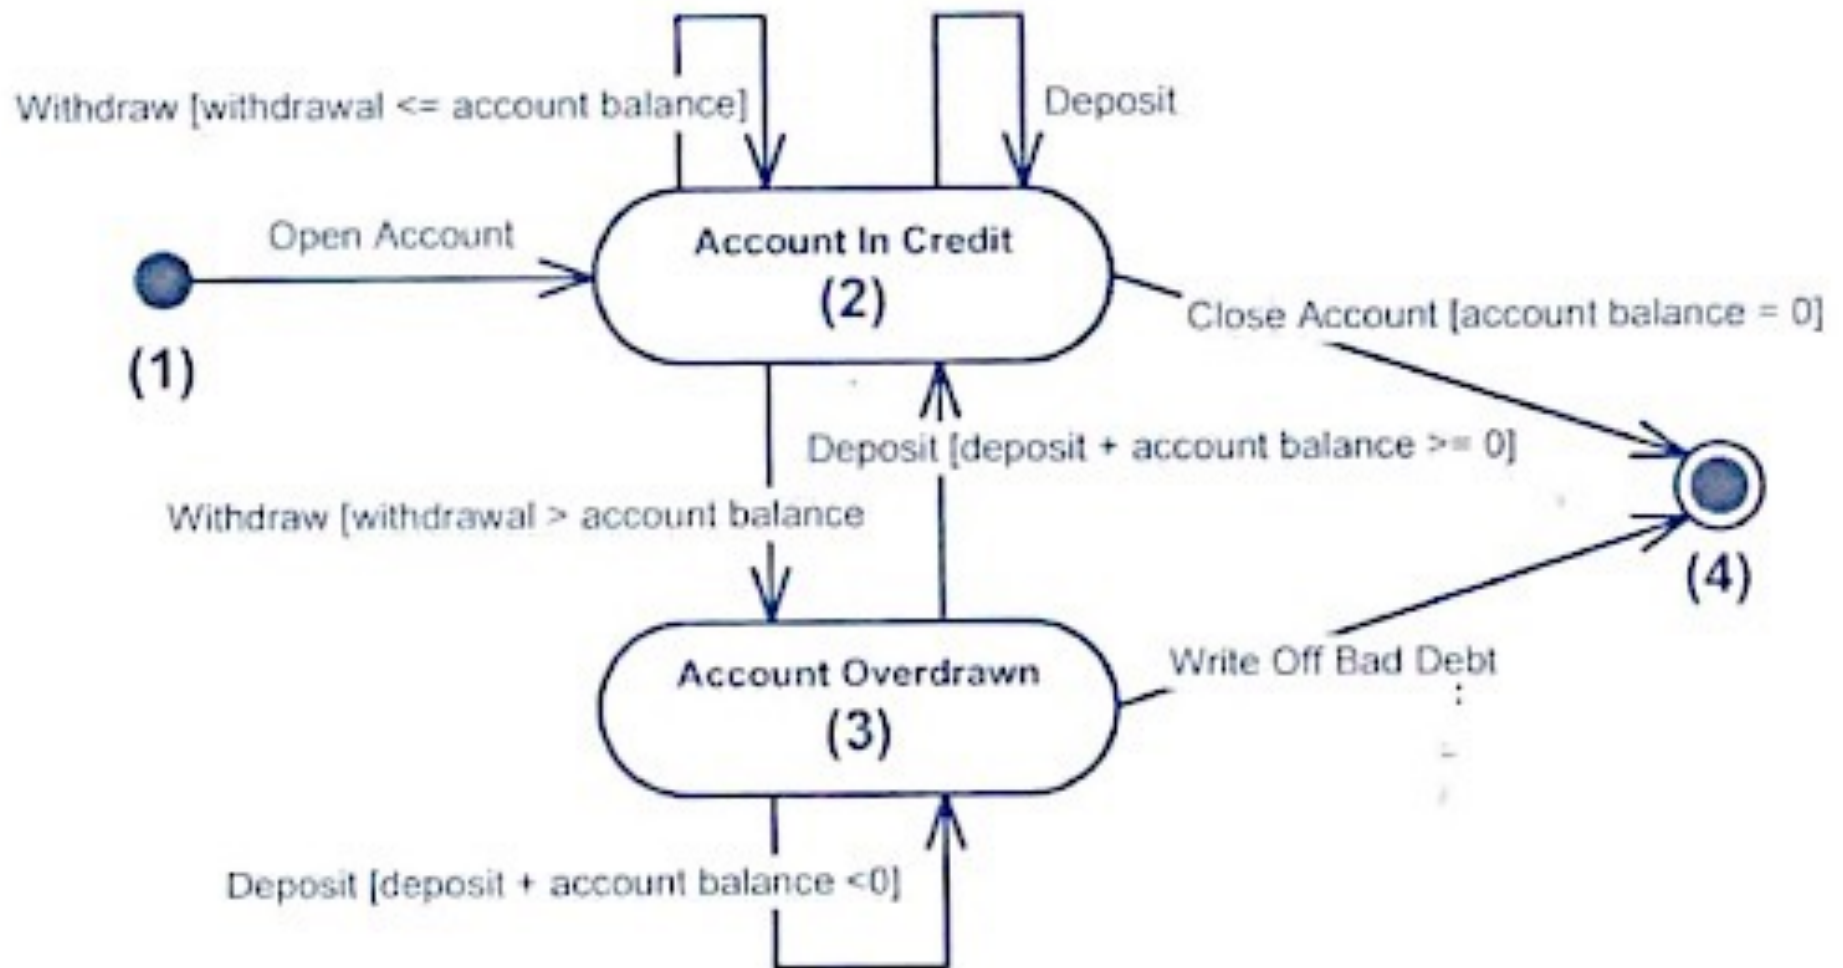 Withdraw [withdrawal <= account balance]
Deposit
Open Account
Account In Credit
(2)
(1)
Close Account [account balance = 0]
Deposit [deposit + account balance >= 0]
Withdraw [withdrawal > account balance
(4)
Account Overdrawn
(3)
Write Off Bad Debt
Deposit [deposit + account balance <0]